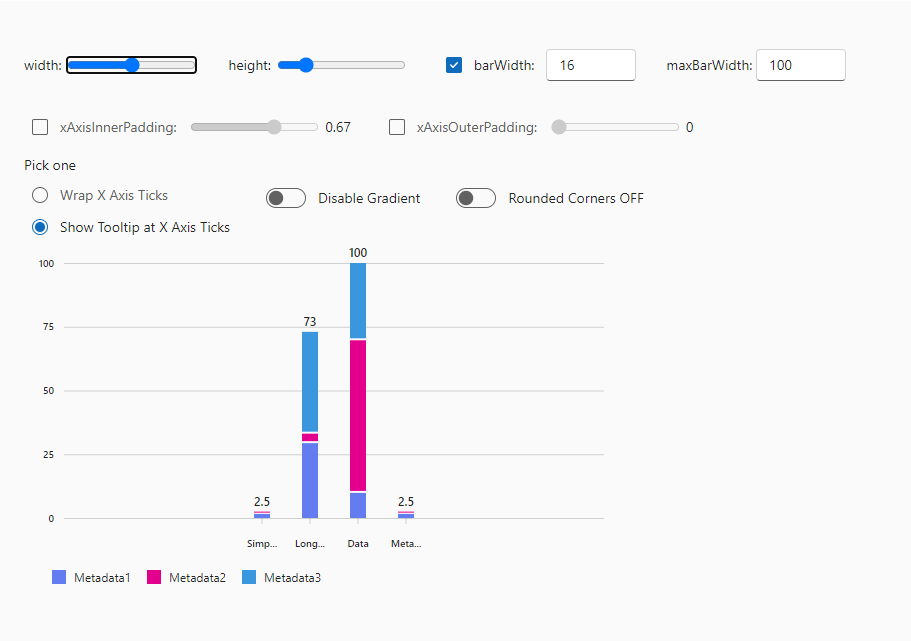 width: height: barWidth: 16 maxBarWidth: 100
xAxisInnerPadding: 0.67 xAxisOuterPadding: 0
Pick one
Wrap X Axis Ticks Disable Gradient Rounded Corners OFF
Show Tooltip at X Axis Ticks
100
100
73
75
50
25
2.5 2.5
0
Simp... Long... Data Meta...
Metadata1 Metadata2 Metadata3